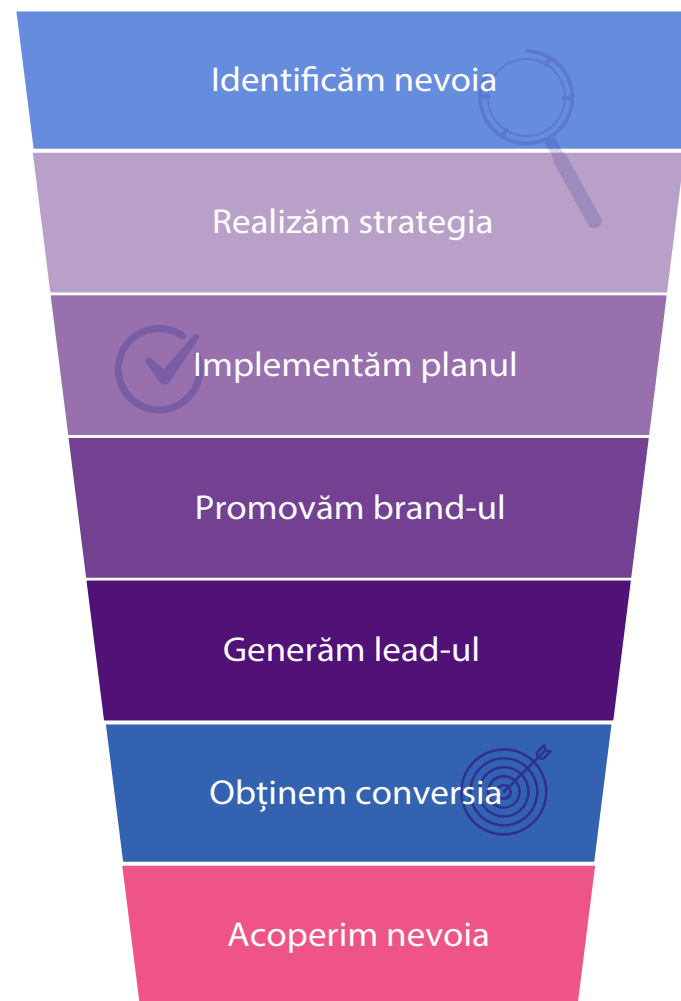 Identificăm nevoia
Realizăm strategia
Implementăm planul
Promovăm brand-ul
Generăm lead-ul
Obținem conversia
Acoperim nevoia